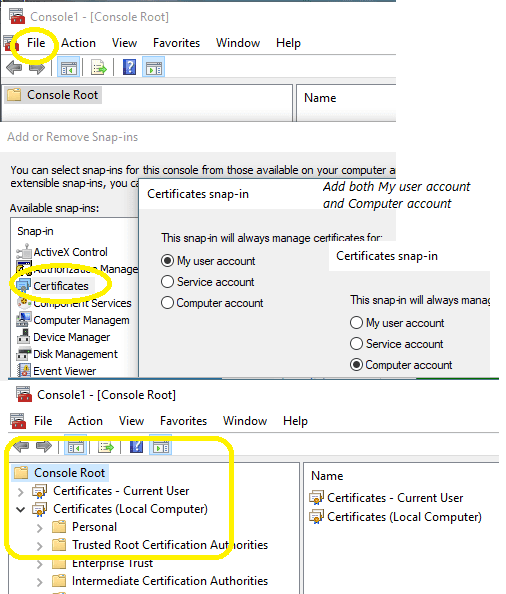 Console1 - [Console Root]
File Action View Favorites Window Help
Console Root
Name
Add or Remove Snap-ins
You can select snap-ins for this console from those available on your computer a
extensible snap-ins, you ca
Available snap-ins:
Snap-in
ActiveX Control
Authorization Manage
Certificates
Component Services
Computer Managem
Device Manager
Disk Management
Event Viewer
Certificates snap-in
Add both My user account
and Computer account
This snap-in will always manage certificates for:
My user account
Service account
Computer account
Certificates snap-in
This snap-in will always manag
My user account
Service account
Computer account
Console1 - [Console Root]
File Action View Favorites Window Help
Console Root
Certificates - Current User
Certificates (Local Computer)
Personal
Trusted Root Certification Authorities
Enterprise Trust
Intermediate Certification Authorities
Name
Certificates - Current User
Certificates (Local Computer)